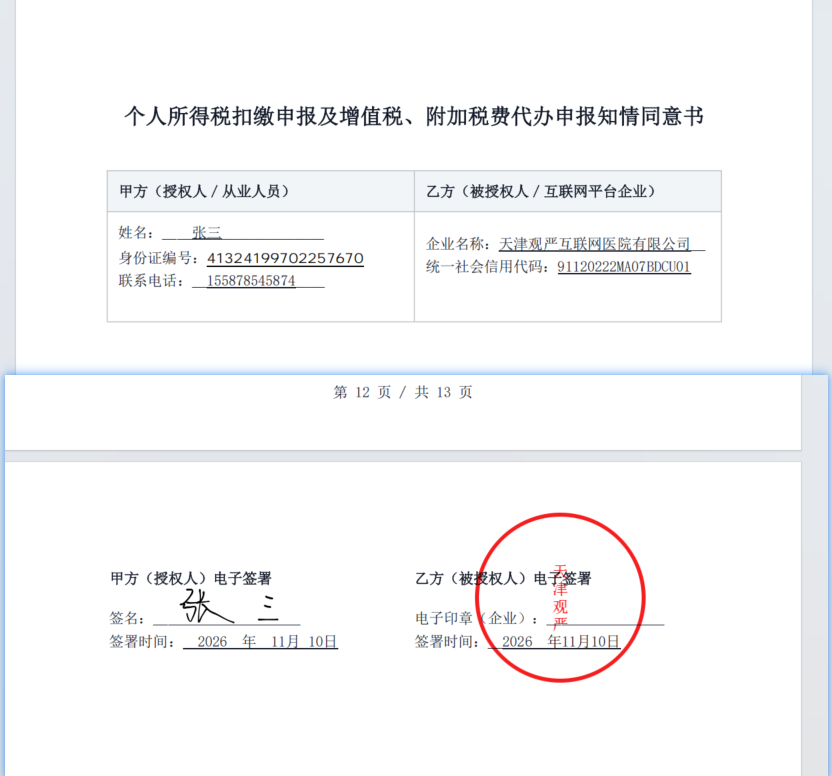 个人所得税扣缴申报及增值税、附加税费代办申报知情同意书
甲方（授权人 / 从业人员）
姓名：张三
身份证编号：41324199702257670
联系电话：155878545874
乙方（被授权人 / 互联网平台企业）
企业名称：天津观严互联网医院有限公司
统一社会信用代码：91120222MA07BDCU01
第 12 页 / 共 13 页
甲方（授权人）电子签署
签名：张三
签署时间：2026 年 11月 10日
乙方（被授权人）电子签署
电子印章（企业）：
签署时间：2026 年11月10日
天津观严